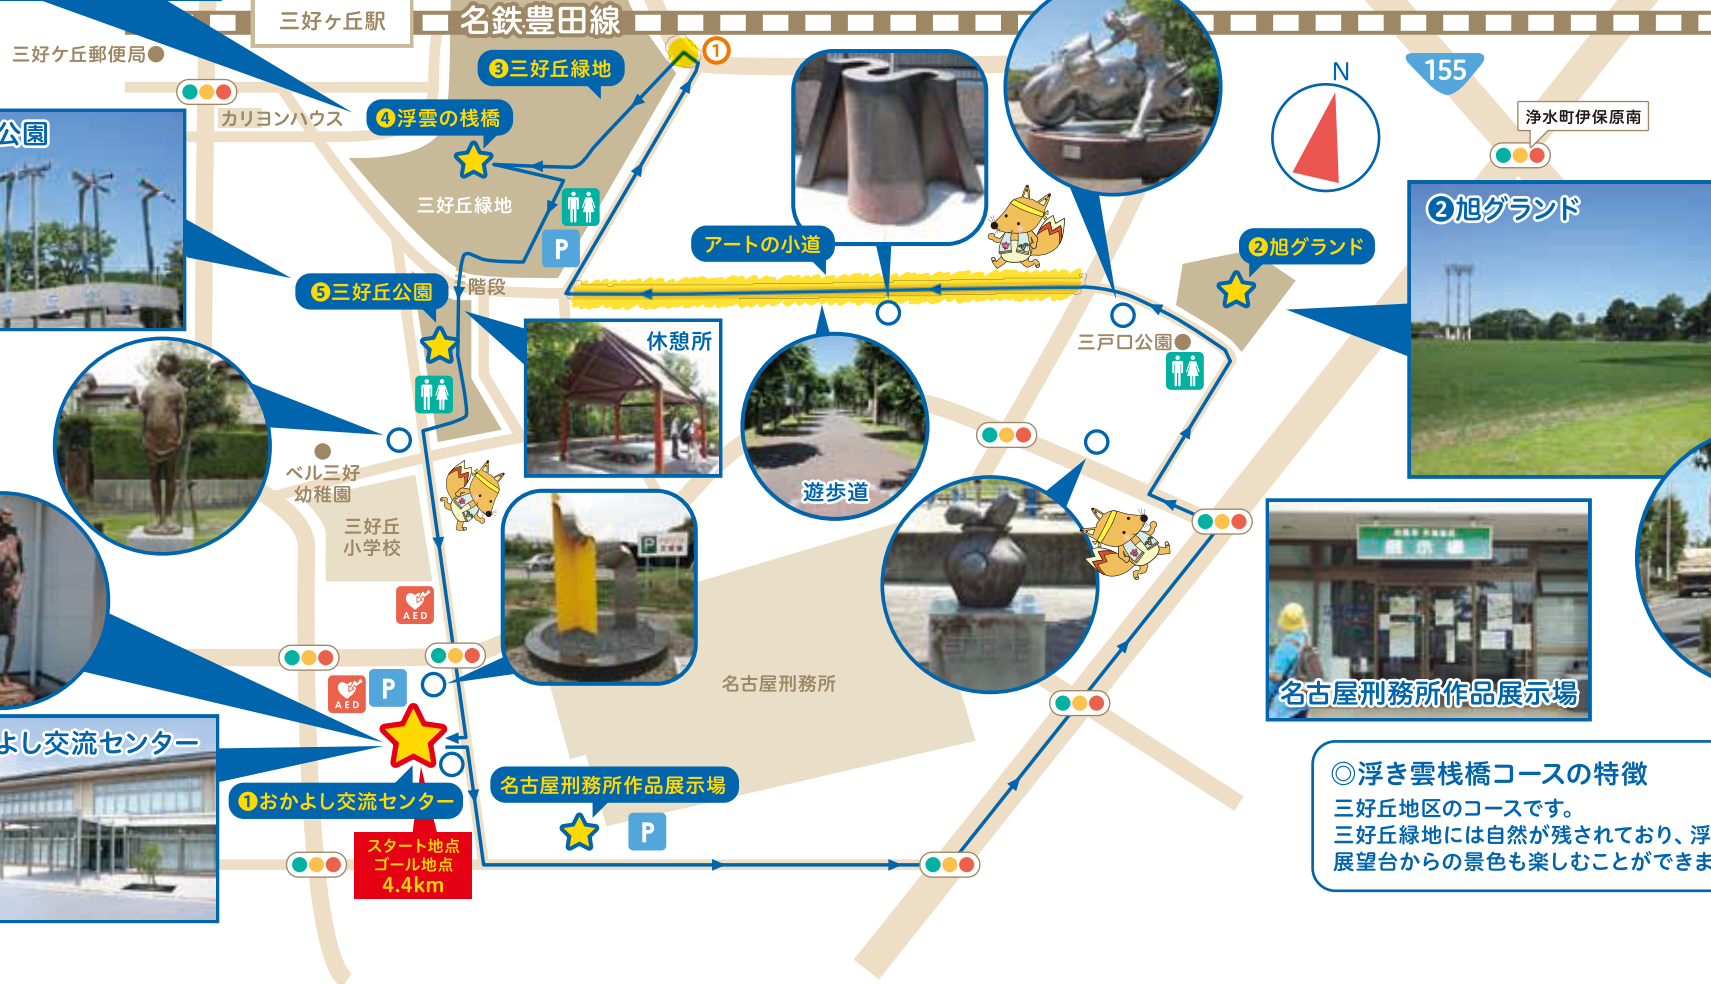 三好ヶ丘駅
名鉄豊田線
三好ケ丘郵便局
①
❸三好丘緑地
155
N
浄水町伊保原南
カリヨンハウス
❹浮雲の桟橋
公園
三好丘緑地
P
❷旭グランド
アートの小道
❷旭グランド
❺三好丘公園
階段
休憩所
三戸口公園
ベル三好
幼稚園
遊歩道
三好丘
小学校
P
AED
名古屋刑務所
AED
P
名古屋刑務所作品展示場
よし交流センター
❶おかよし交流センター
名古屋刑務所作品展示場
P
スタート地点
ゴール地点
4.4km
◎浮き雲桟橋コースの特徴
三好丘地区のコースです。
三好丘緑地には自然が残されており、浮
展望台からの景色も楽しむことができま